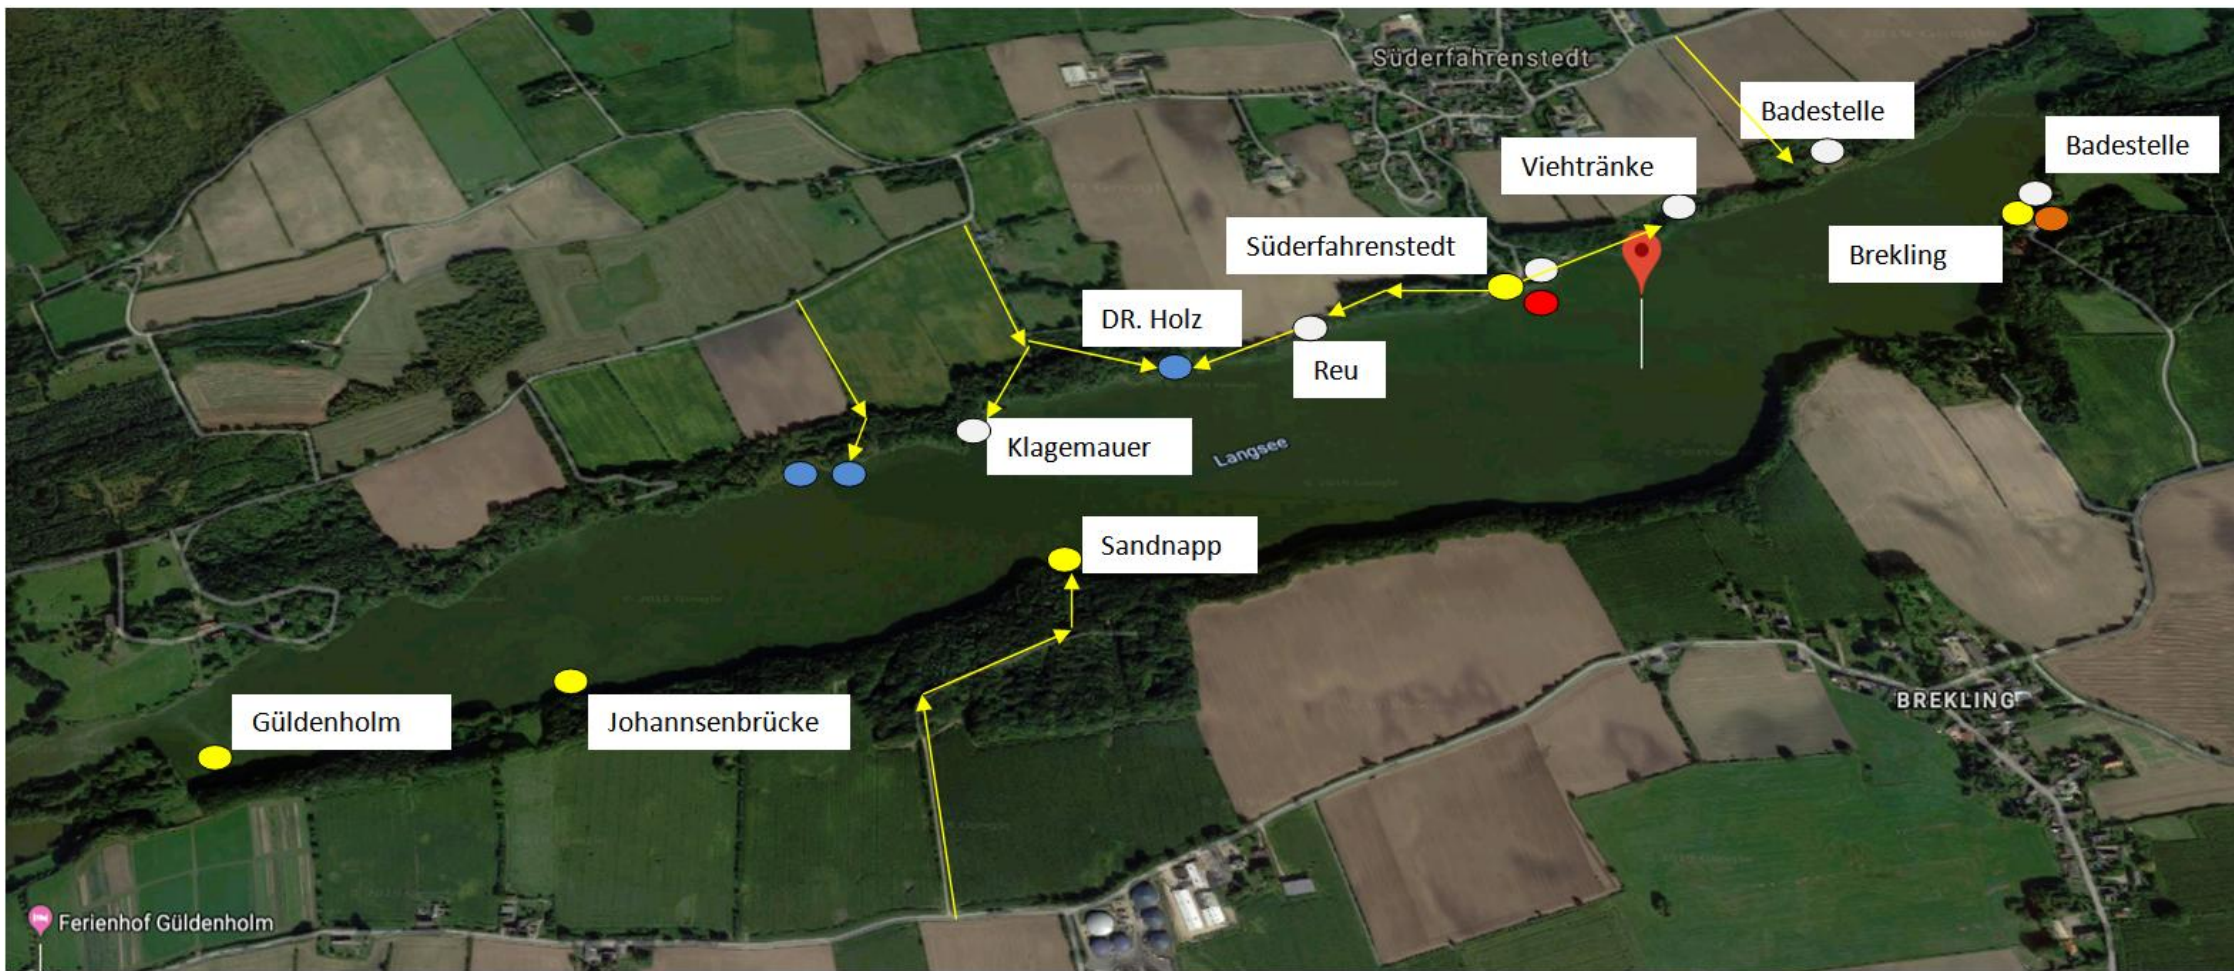 Süderfahrenstedt
Badestelle
Badestelle
Viehtränke
Süderfahrenstedt
Brekling
DR. Holz
Reu
Klagemauer
Langsee
Sandnapp
BREKLING
Güldenholm
Johannsenbrücke
Ferienhof Güldenholm